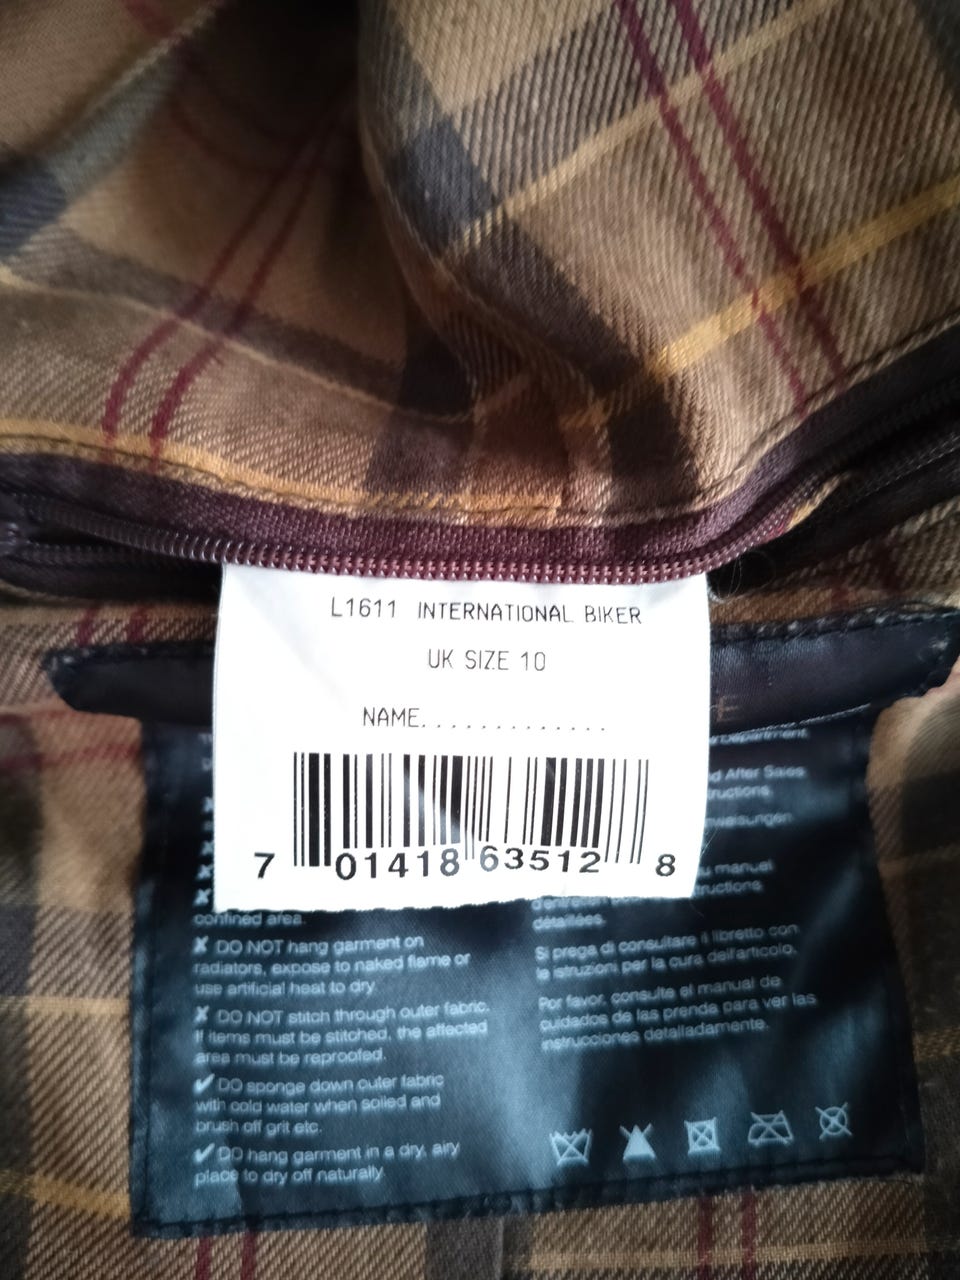 L1611 INTERNATIONAL BIKER
UK SIZE 10
NAME.............
7 01418 63512 8
confined area.
✘ DO NOT hang garment on
radiators, expose to naked flame or
use artificial heat to dry.
✘ DO NOT stitch through outer fabric.
If items must be stitched, the affected
area must be reproofed.
✔ DO sponge down outer fabric
with cold water when soiled and
brush off grit etc.
✔ DO hang garment in a dry, airy
place to dry off naturally.
Department.
After Sales
manuel
détaillées.
Si prega di consultare il libretto con
le istruzioni per la cura dell'articolo.
Por favor, consulte el manual de
cuidados de las prenda para ver las
instrucciones detalladamente.